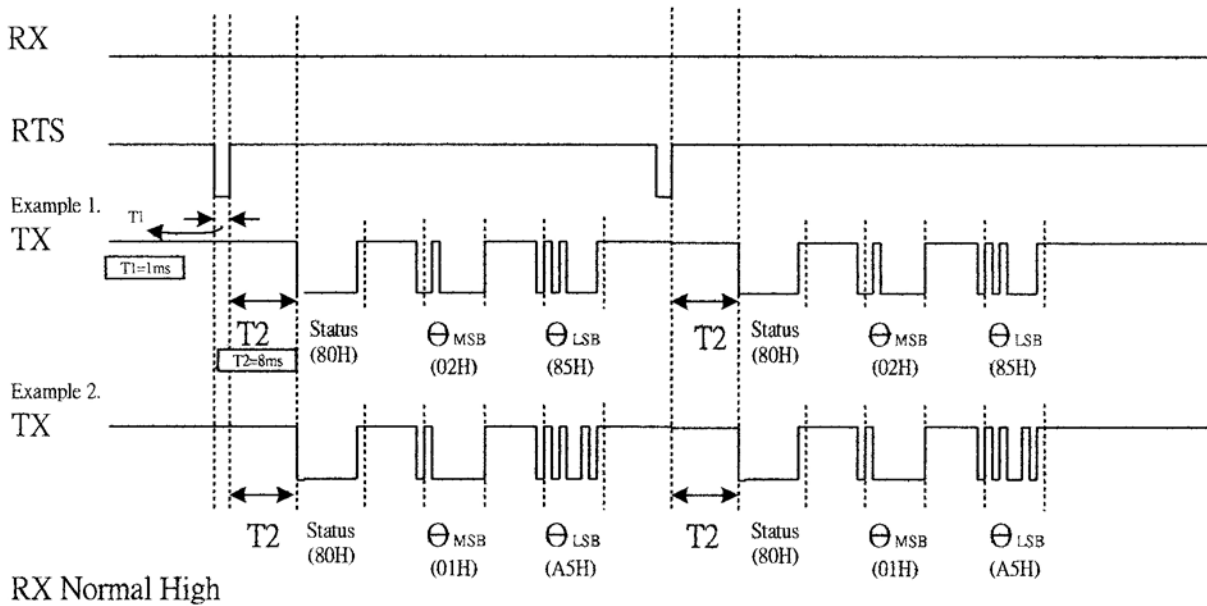 RX
RTS
Example 1.
T1
TX
T1=1ms
T2
T2=8ms
Status
(80H)
Θ MSB
(02H)
Θ LSB
(85H)
T2
Status
(80H)
Θ MSB
(02H)
Θ LSB
(85H)
Example 2.
TX
T2
Status
(80H)
Θ MSB
(01H)
Θ LSB
(A5H)
T2
Status
(80H)
Θ MSB
(01H)
Θ LSB
(A5H)
RX Normal High